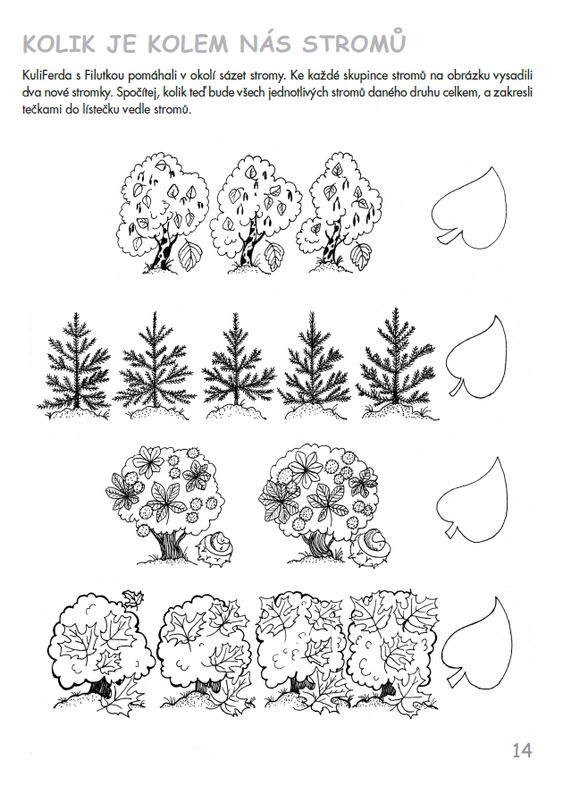 KOLIK JE KOLEM NÁS STROMŮ
KuliFerda s Filutkou pomáhali v okolí sázet stromy. Ke každé skupince stromů na obrázku vysadili
dva nové stromky. Spočítej, kolik teď bude všech jednotlivých stromů daného druhu celkem, a zakresli
tečkami do lístečku vedle stromů.
14